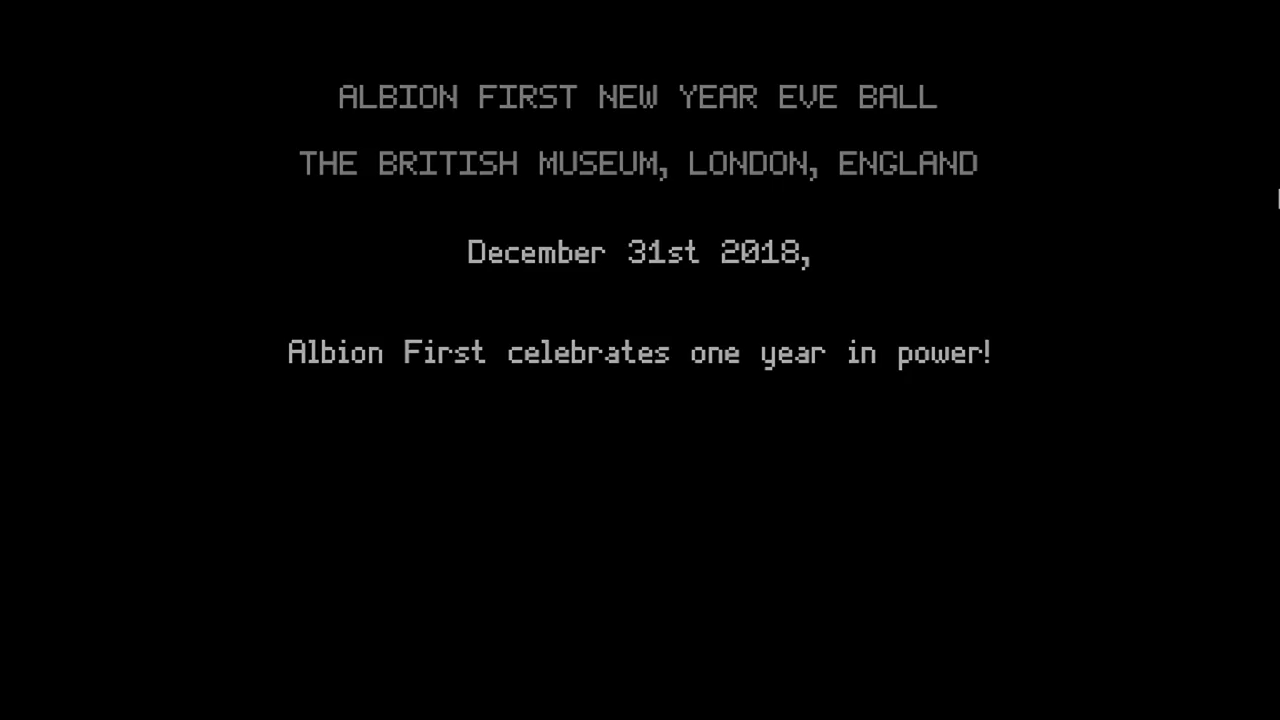 ALBION FIRST NEW YEAR EVE BALL
THE BRITISH MUSEUM, LONDON, ENGLAND
December 31st 2018,
Albion First celebrates one year in power!